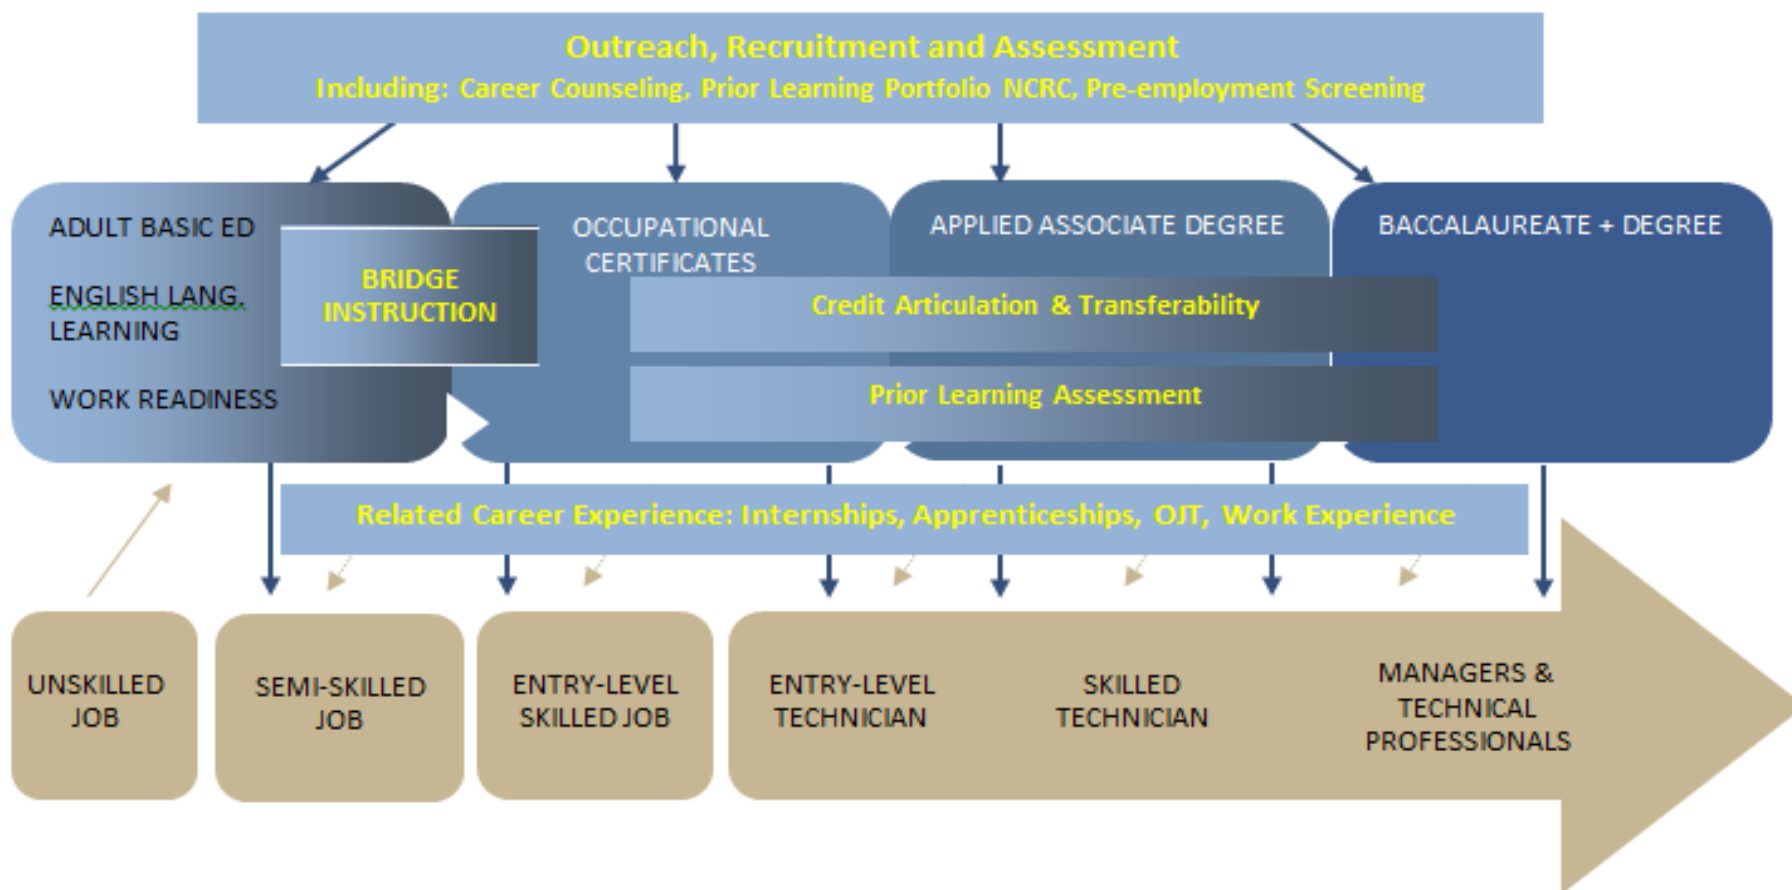 Outreach, Recruitment and Assessment
Including: Career Counseling, Prior Learning Portfolio NCRC, Pre-employment Screening
ADULT BASIC ED
ENGLISH LANG.
LEARNING
WORK READINESS
BRIDGE
INSTRUCTION
OCCUPATIONAL
CERTIFICATES
APPLIED ASSOCIATE DEGREE
BACCALAUREATE + DEGREE
Credit Articulation & Transferability
Prior Learning Assessment
Related Career Experience: Internships, Apprenticeships, OJT, Work Experience
UNSKILLED
JOB
SEMI-SKILLED
JOB
ENTRY-LEVEL
SKILLED JOB
ENTRY-LEVEL
TECHNICIAN
SKILLED
TECHNICIAN
MANAGERS &
TECHNICAL
PROFESSIONALS